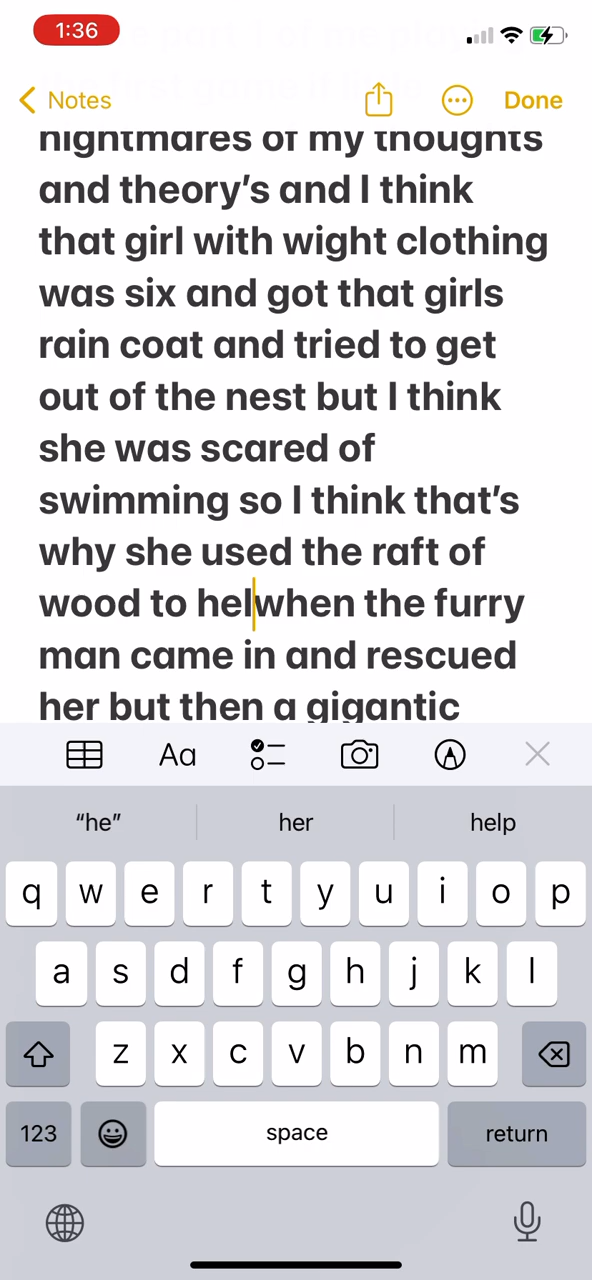 1:36
Notes
Done
nightmares of my thoughts
and theory's and I think
that girl with wight clothing
was six and got that girls
rain coat and tried to get
out of the nest but I think
she was scared of
swimming so I think that's
why she used the raft of
wood to helwhen the furry
man came in and rescued
her but then a gigantic
Aa
"he" her help
q w e r t y u i o p
a s d f g h j k l
z x c v b n m
123 space return